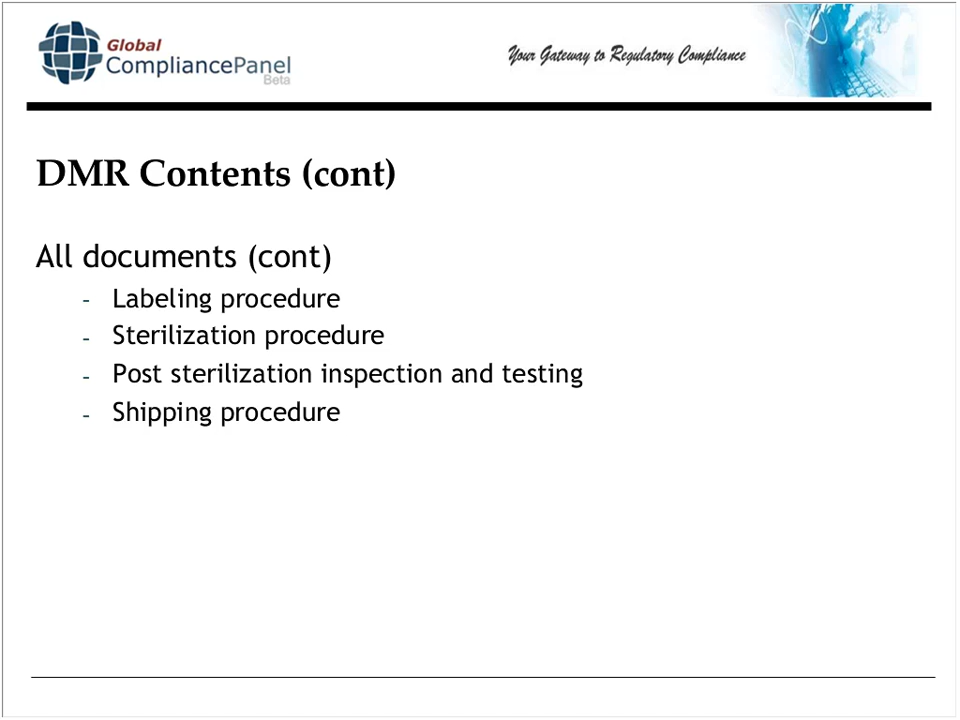 Global
CompliancePanel
Beta
Your Gateway to Regulatory Compliance
DMR Contents (cont)
All documents (cont)
- Labeling procedure
- Sterilization procedure
- Post sterilization inspection and testing
- Shipping procedure